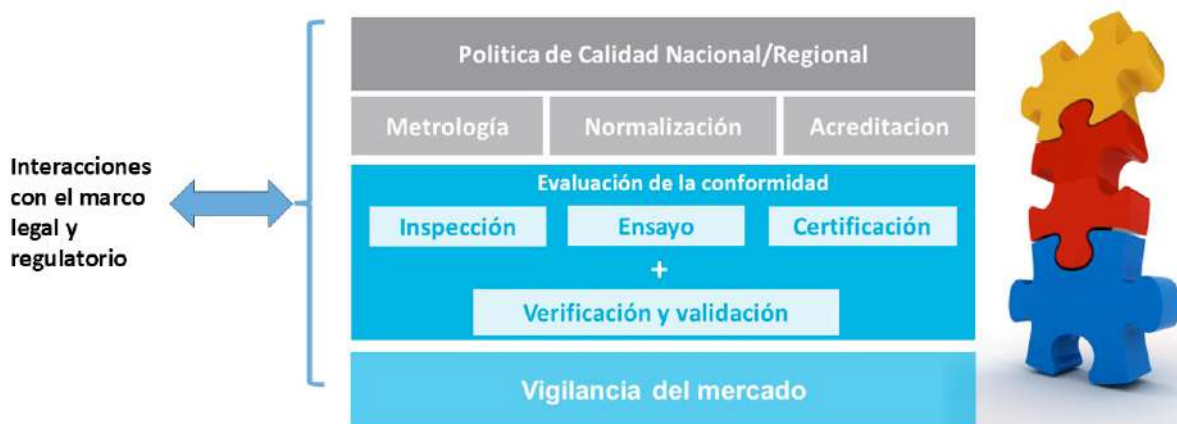 Politica de Calidad Nacional/Regional
Metrología
Normalización
Acreditacion
Interacciones
con el marco
legal y
regulatorio
Evaluación de la conformidad
Inspección
Ensayo
Certificación
+
Verificación y validación
Vigilancia del mercado